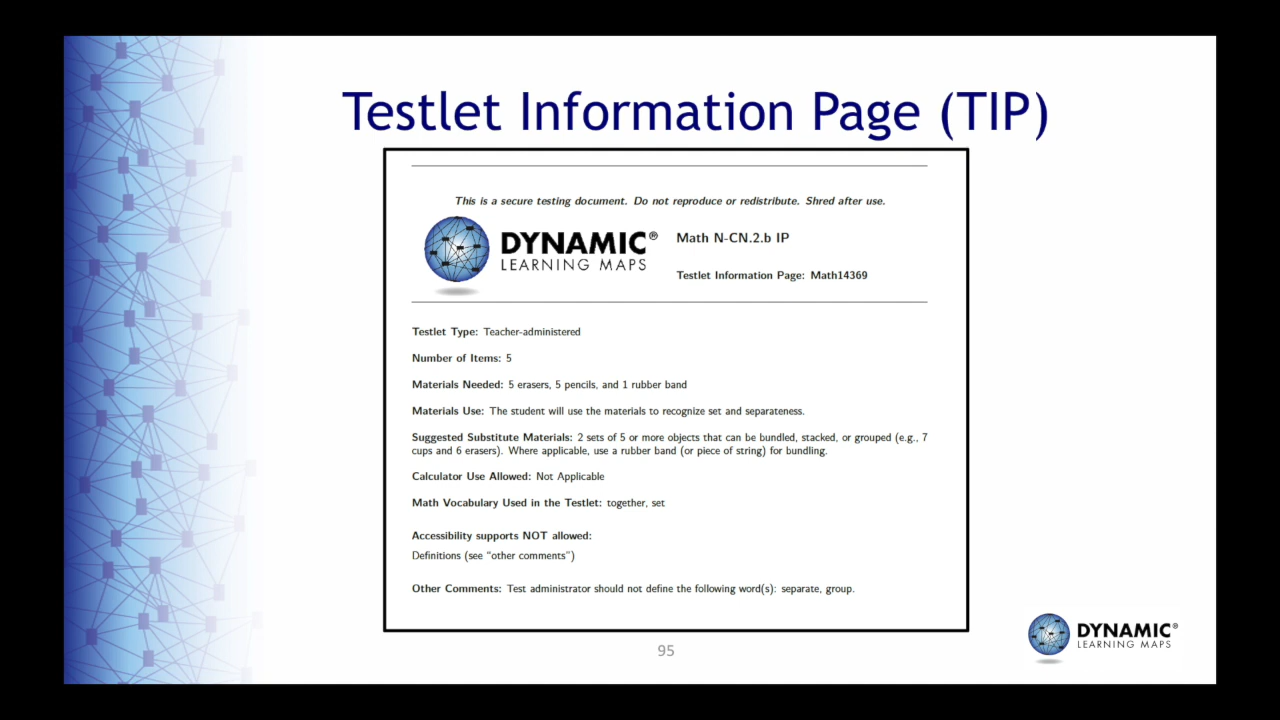 Testlet Information Page (TIP)
This is a secure testing document. Do not reproduce or redistribute. Shred after use.
DYNAMIC®
LEARNING MAPS
Math N-CN.2.b IP
Testlet Information Page: Math14369
Testlet Type: Teacher-administered
Number of Items: 5
Materials Needed: 5 erasers, 5 pencils, and 1 rubber band
Materials Use: The student will use the materials to recognize set and separateness.
Suggested Substitute Materials: 2 sets of 5 or more objects that can be bundled, stacked, or grouped (e.g., 7
cups and 6 erasers). Where applicable, use a rubber band (or piece of string) for bundling.
Calculator Use Allowed: Not Applicable
Math Vocabulary Used in the Testlet: together, set
Accessibility supports NOT allowed:
Definitions (see “other comments”)
Other Comments: Test administrator should not define the following word(s): separate, group.
95
DYNAMIC®
LEARNING MAPS